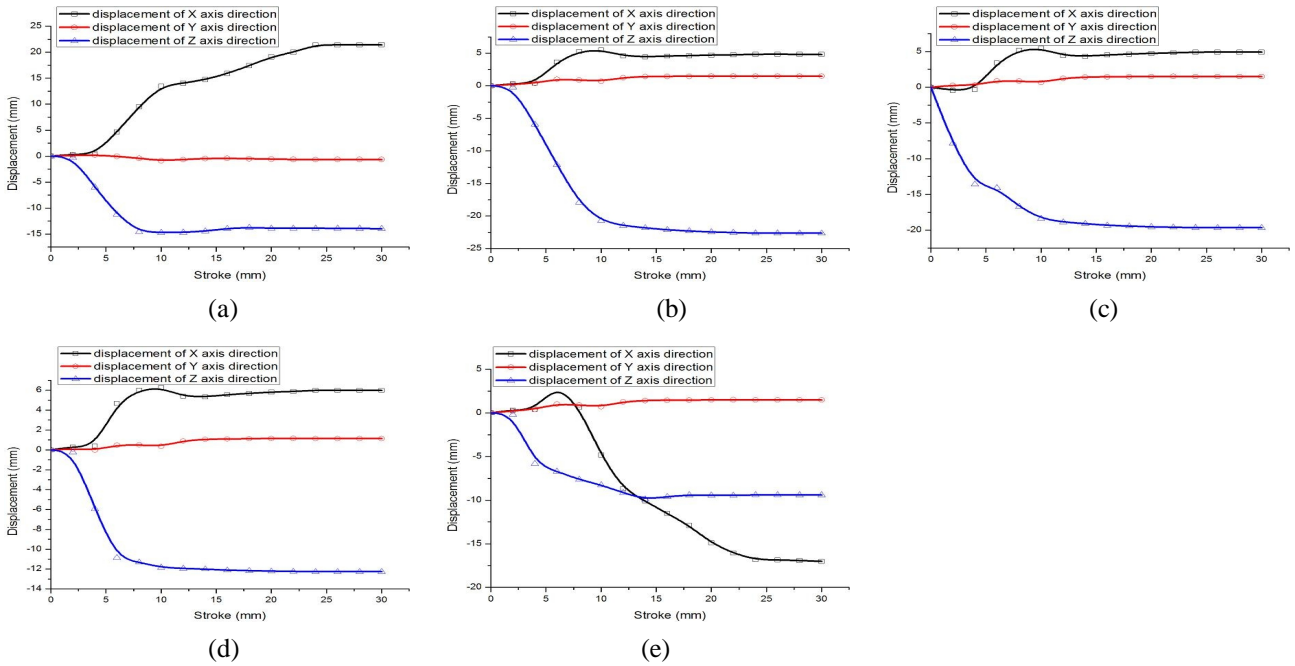 displacement of X axis direction
displacement of Y axis direction
displacement of Z axis direction
25
20
15
10
5
0
-5
-10
-15
Displacement (mm)
0 5 10 15 20 25 30
Stroke (mm)
(a)
displacement of X axis direction
displacement of Y axis direction
displacement of Z axis direction
10
5
0
-5
-10
-15
-20
-25
Displacement (mm)
0 5 10 15 20 25 30
Stroke (mm)
(b)
displacement of X axis direction
displacement of Y axis direction
displacement of Z axis direction
10
5
0
-5
-10
-15
-20
Displacement (mm)
0 5 10 15 20 25 30
Stroke (mm)
(c)
displacement of X axis direction
displacement of Y axis direction
displacement of Z axis direction
6
4
2
0
-2
-4
-6
-8
-10
-12
-14
Displacement (mm)
0 5 10 15 20 25 30
Stroke (mm)
(d)
displacement of X axis direction
displacement of Y axis direction
displacement of Z axis direction
5
0
-5
-10
-15
-20
Displacement (mm)
0 5 10 15 20 25 30
Stroke (mm)
(e)